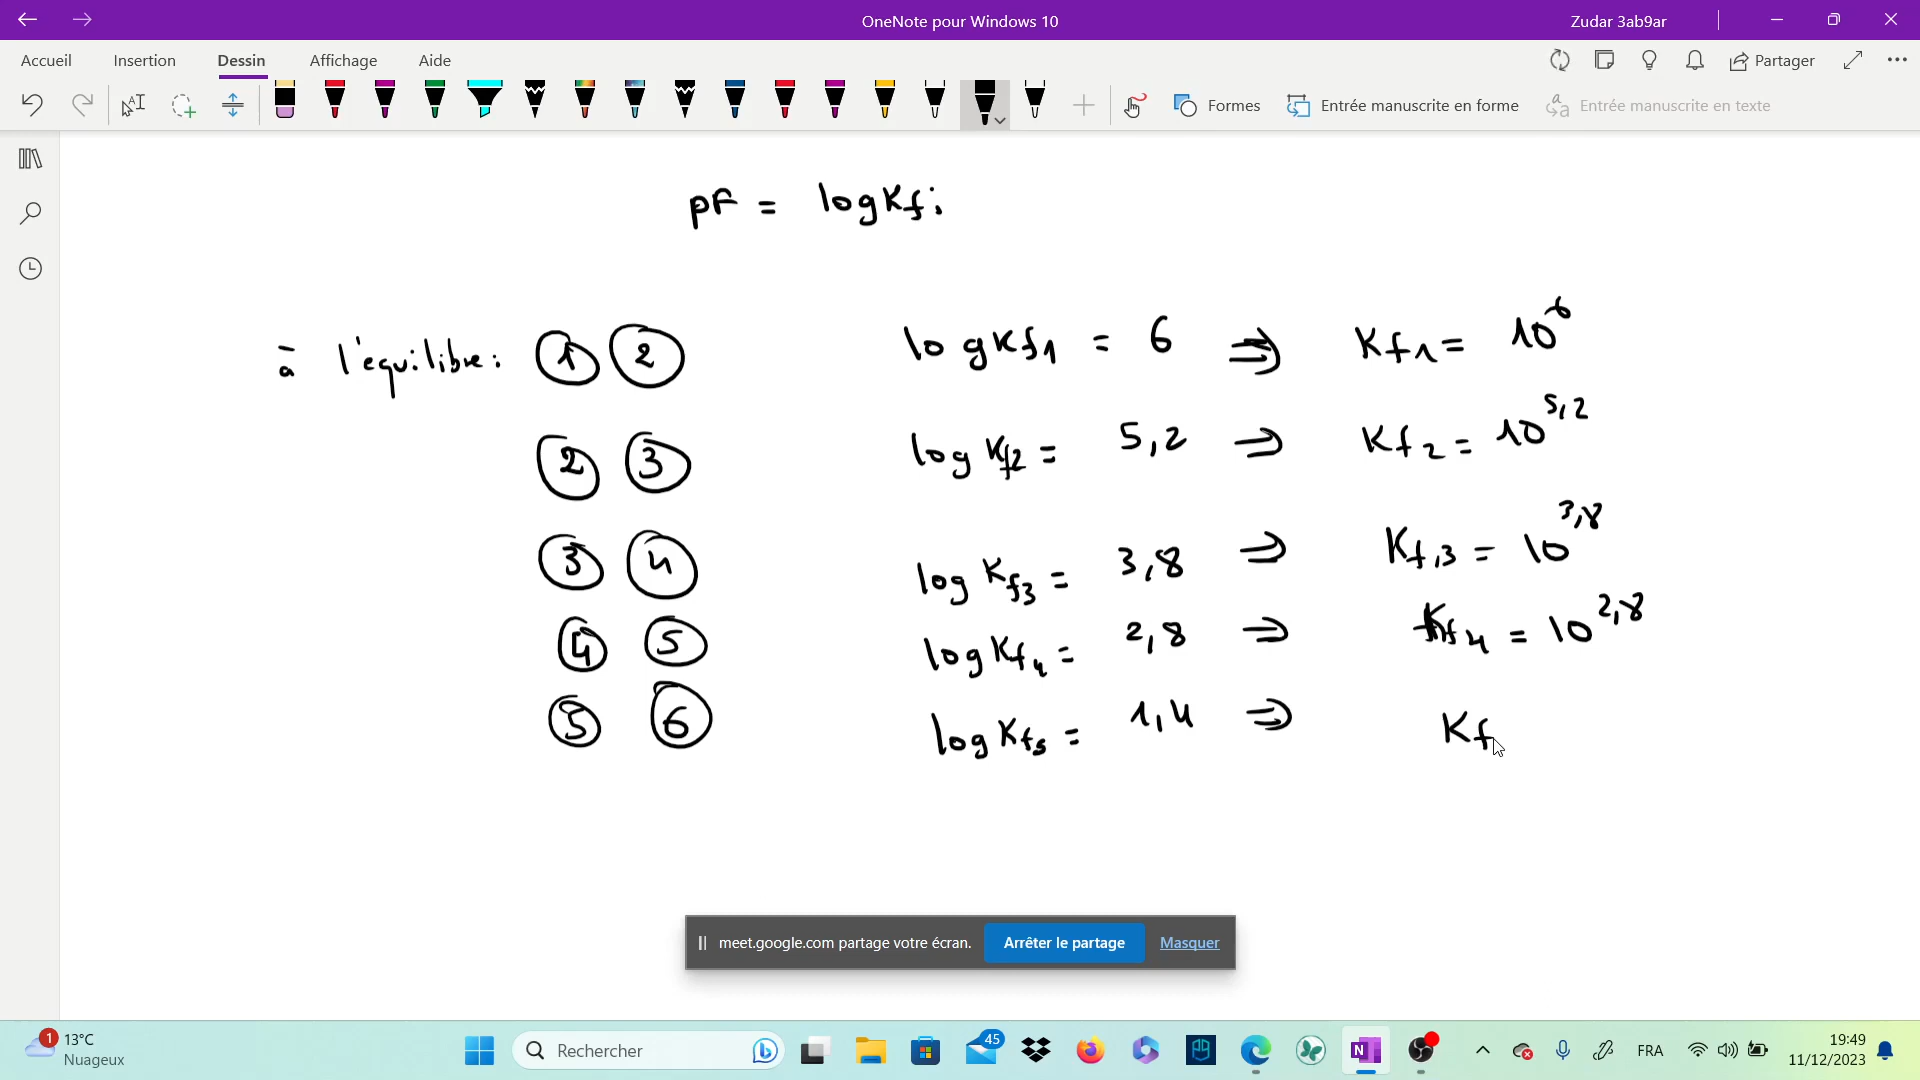 OneNote pour Windows 10
Zudar 3ab9ar
Accueil Insertion Dessin Affichage Aide
Partager
Formes Entrée manuscrite en forme Entrée manuscrite en texte
pF = log Kfi
à l'equilibre: 1 2 log Kf1 = 6 ⇒ Kf1 = 10^6
2 3 log Kf2 = 5,2 ⇒ Kf2 = 10^5,2
3 4 log Kf3 = 3,8 ⇒ Kf,3 = 10^3,8
4 5 log Kf4 = 2,8 ⇒ Kf4 = 10^2,8
5 6 log Kf5 = 1,4 ⇒ Kf
meet.google.com partage votre écran. Arrêter le partage Masquer
1 13°C
Nuageux
Rechercher
45
FRA
19:49
11/12/2023